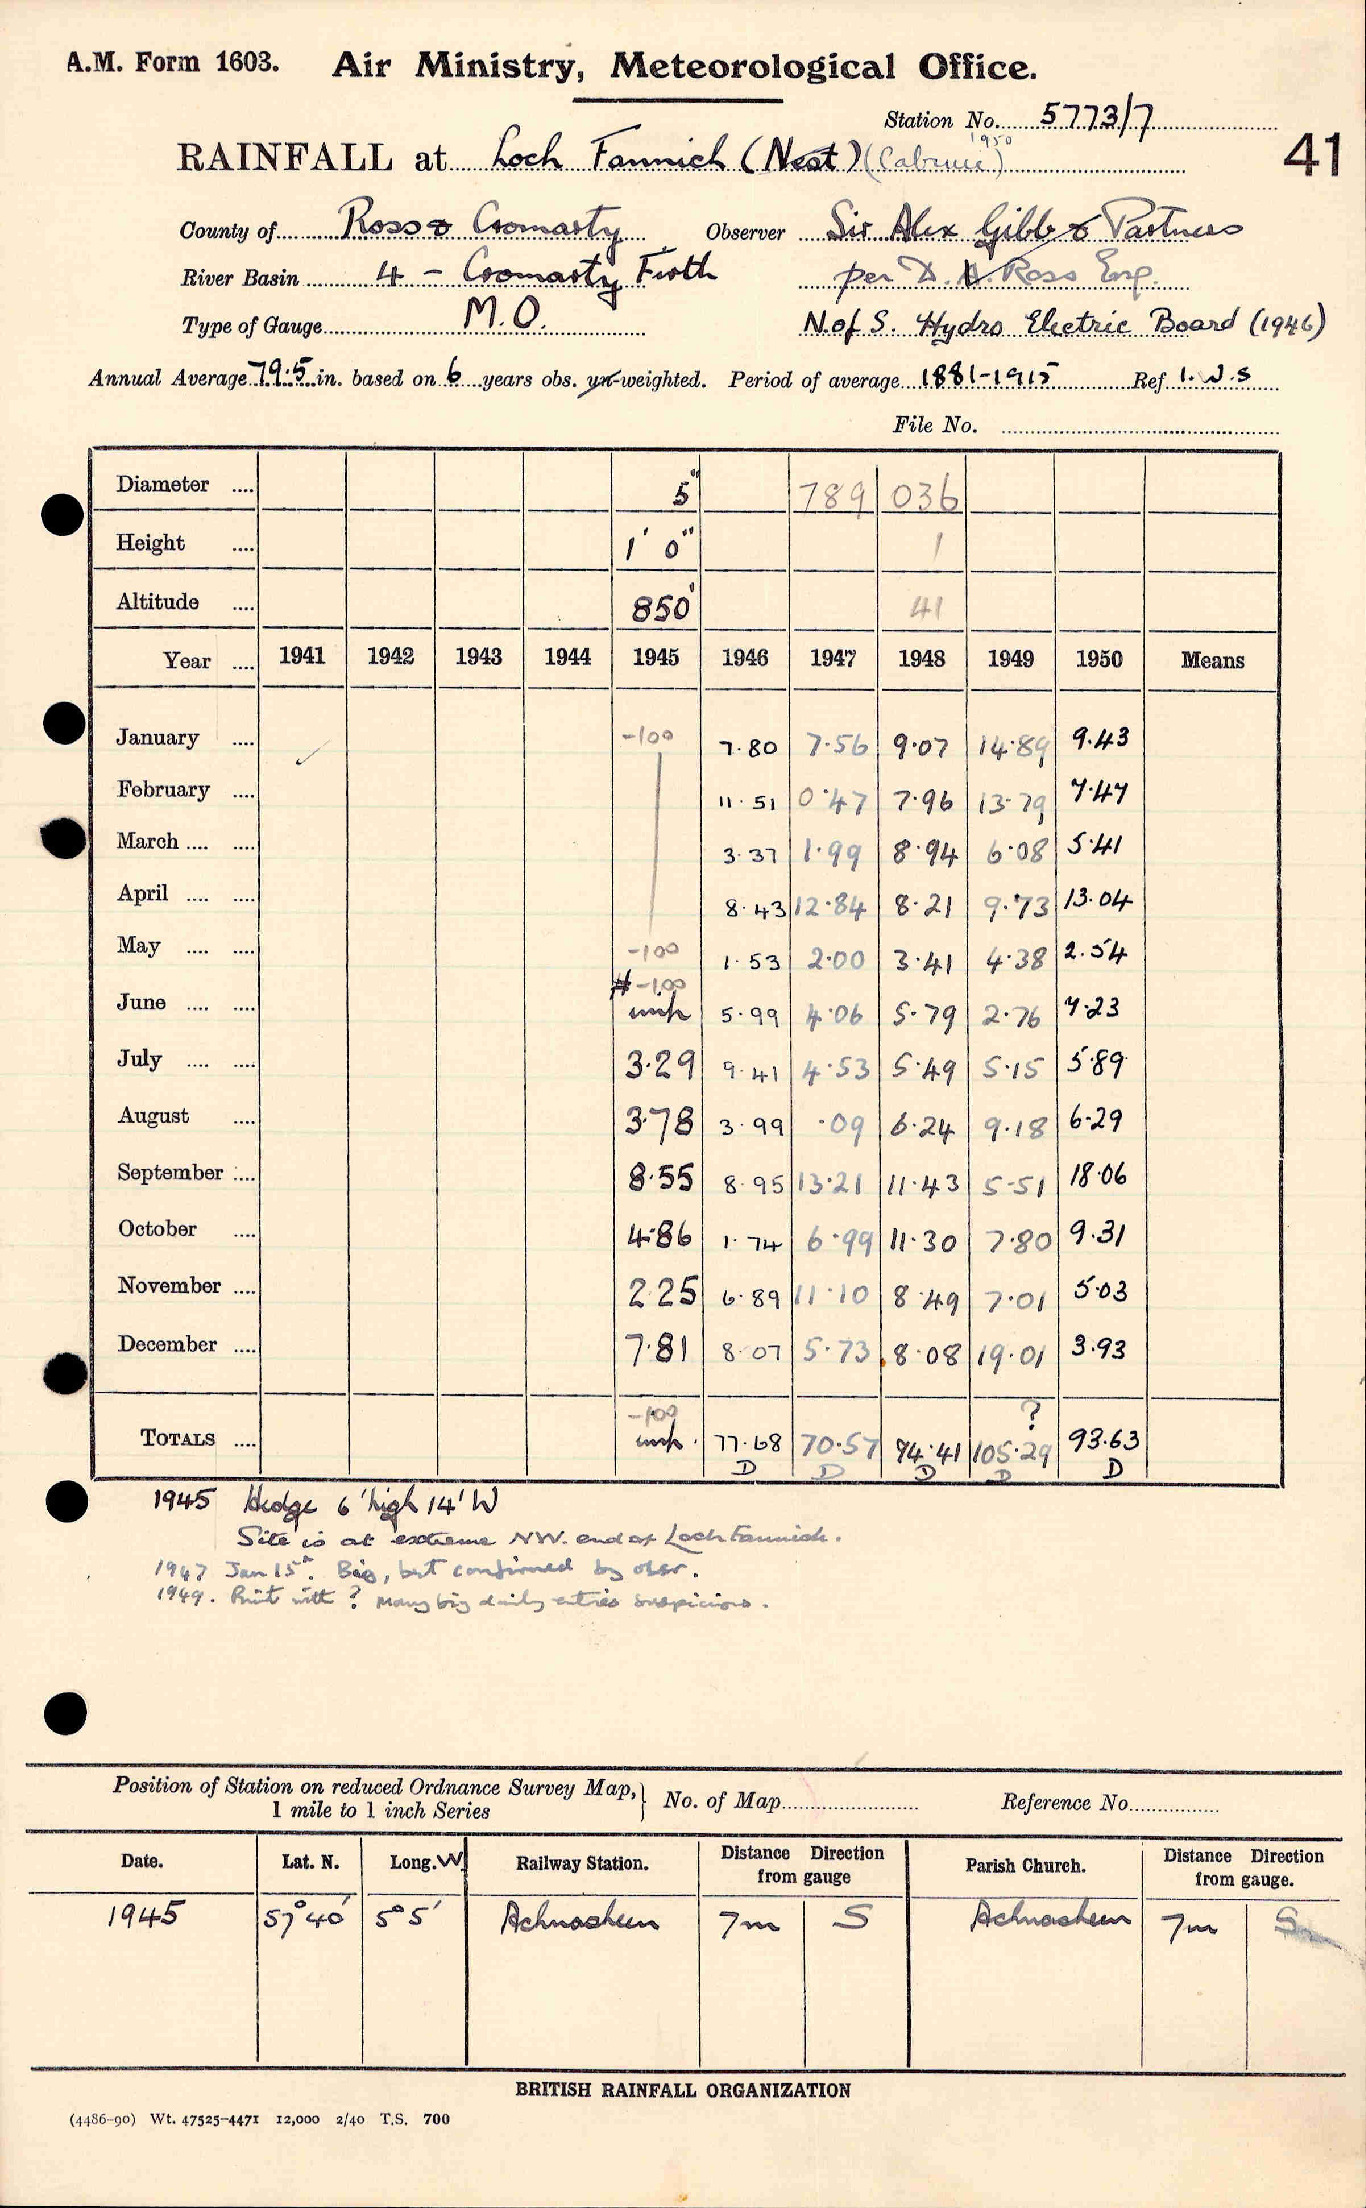 A.M. Form 1603. Air Ministry, Meteorological Office.
Station No. 5773/7
41
1950
RAINFALL at Loch Fannich (Nest) (Cabuie)
County of Ross & Cromarty Observer Sir Alex Gibb & Partners
River Basin 4 - Cromarty Firth per D. A. Ross Esq.
Type of Gauge M.O. N of S. Hydro Electric Board (1946)
Annual Average 79.5 in. based on 6 years obs. un-weighted. Period of average 1881-1915 Ref 1.W.S
File No.
Diameter .... 5" 789 036
Height .... 1' 0" 1
Altitude .... 850' 41
Year .... 1941 1942 1943 1944 1945 1946 1947 1948 1949 1950 Means
January .... -100 7.80 7.56 9.07 14.89 9.43
February .... 11.51 0.47 7.96 13.79 7.47
March .... .... 3.37 1.99 8.94 6.08 5.41
April .... .... 8.43 12.84 8.21 9.73 13.04
May .... .... -100 1.53 2.00 3.41 4.38 2.54
# -100
June .... .... unk 5.99 4.06 5.79 2.76 7.23
July .... .... 3.29 9.41 4.53 5.49 5.15 5.89
August .... 3.78 3.99 .09 6.24 9.18 6.29
September .... 8.55 8.95 13.21 11.43 5.51 18.06
October .... 4.86 1.74 6.99 11.30 7.80 9.31
November .... 2.25 6.89 11.10 8.49 7.01 5.03
December .... 7.81 8.07 5.73 8.08 19.01 3.93
-100 ?
TOTALS .... unk. 77.68 70.57 94.41 105.29 93.63
D D D D D
1945 Hedge 6' high 14' W
Site is at extreme NW. end of Loch Fannich.
1947 Jan 15th. Big, but confirmed by obsr.
1949. Print with ? Many big daily entries suspicious.
Position of Station on reduced Ordnance Survey Map, 1 mile to 1 inch Series } No. of Map Reference No.
Date. Lat. N. Long. W Railway Station. Distance Direction from gauge Parish Church. Distance Direction from gauge.
1945 57° 40' 5° 5' Achnasheen 7m S Achnasheen 7m S
BRITISH RAINFALL ORGANIZATION
(4486-90) Wt. 47525-4471 12,000 2/40 T.S. 700